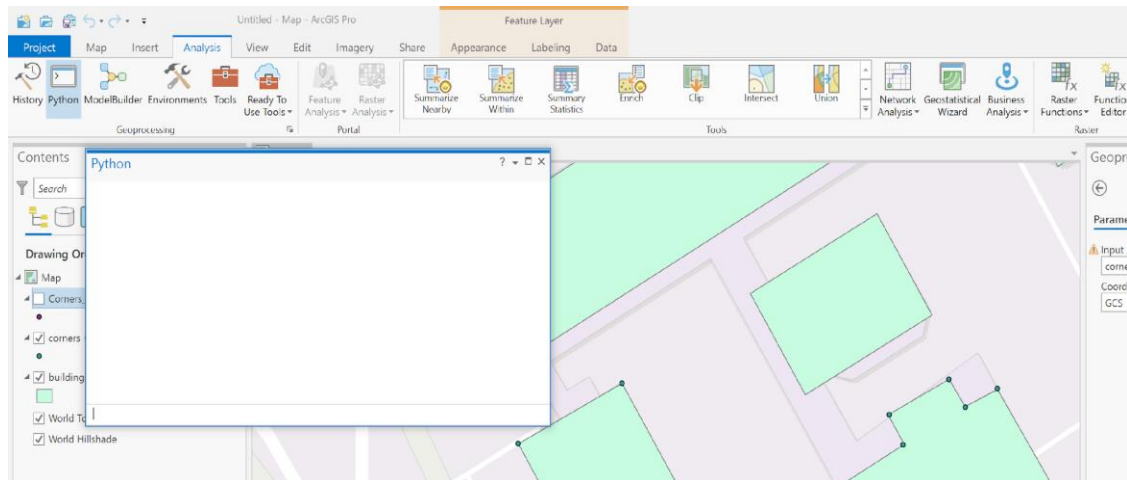 Untitled - Map - ArcGIS Pro
Feature Layer
Project Map Insert Analysis View Edit Imagery Share Appearance Labeling Data
History Python ModelBuilder Environments Tools Ready To Use Tools
Feature Analysis Raster Analysis
Summarize Nearby Summarize Within Summary Statistics Enrich Clip Intersect Union
Network Analysis Geostatistical Wizard Business Analysis
Raster Functions Function Editor
Geoprocessing Portal Tools Raster
Contents
Search
Drawing Or
Map
Corners_
corners
building
World To
World Hillshade
Python
?
Geopro
Parame
Input
corne
Coord
GCS